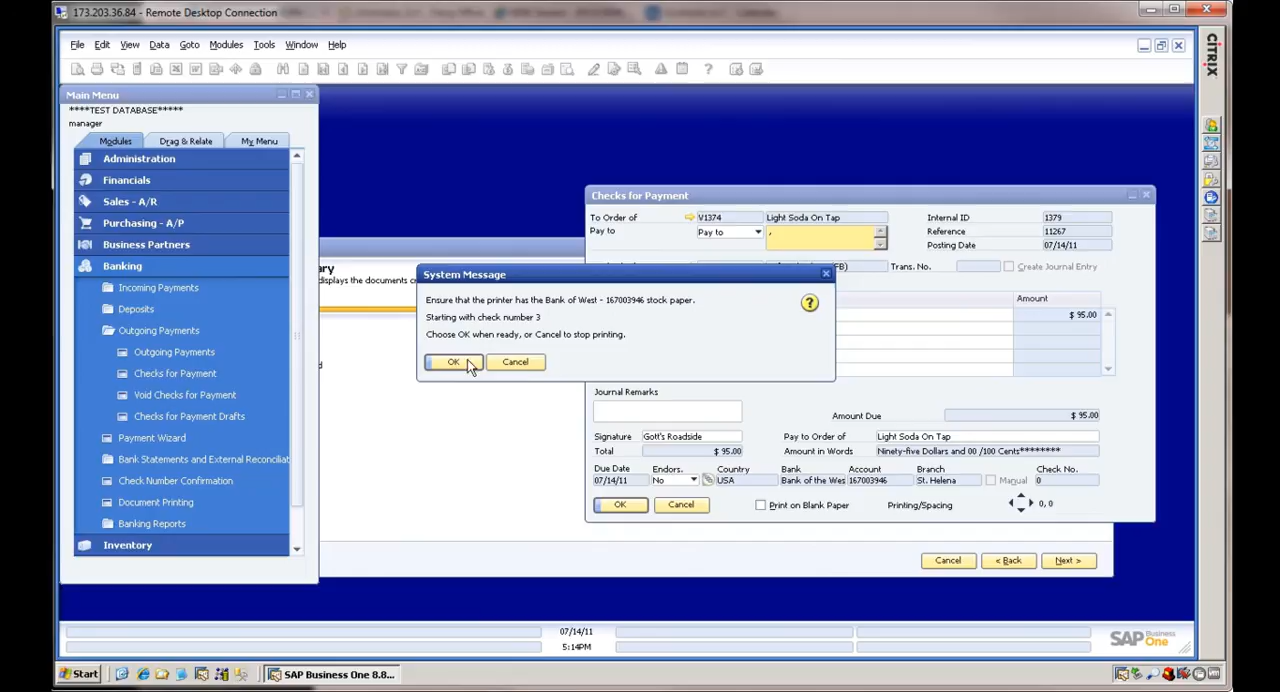 173.203.36.84 - Remote Desktop Connection
CİTRIX
File Edit View Data Goto Modules Tools Window Help
Main Menu
****TEST DATABASE*****
manager
Modules Drag & Relate My Menu
Administration
Financials
Sales - A/R
Purchasing - A/P
Business Partners
Banking
Incoming Payments
Deposits
Outgoing Payments
Outgoing Payments
Checks for Payment
Void Checks for Payment
Checks for Payment Drafts
Payment Wizard
Bank Statements and External Reconciliat
Check Number Confirmation
Document Printing
Banking Reports
Inventory
Checks for Payment
To Order of V1374 Light Soda On Tap Internal ID 1379
Pay to Pay to , Reference 11267
Posting Date 07/14/11
Trans. No. Create Journal Entry
Amount
$ 95.00
System Message
Ensure that the printer has the Bank of West - 167003946 stock paper.
Starting with check number 3
Choose OK when ready, or Cancel to stop printing.
OK Cancel
Journal Remarks
Amount Due $ 95.00
Signature Gott's Roadside Pay to Order of Light Soda On Tap
Total $ 95.00 Amount in Words Ninety-five Dollars and 00 /100 Cents********
Due Date Endors. Country Bank Account Branch Check No.
07/14/11 No USA Bank of the Wes 167003946 St. Helena Manual 0
OK Cancel Print on Blank Paper Printing/Spacing 0, 0
Cancel < Back Next >
07/14/11
5:14PM
SAP Business One
Start SAP Business One 8.8...